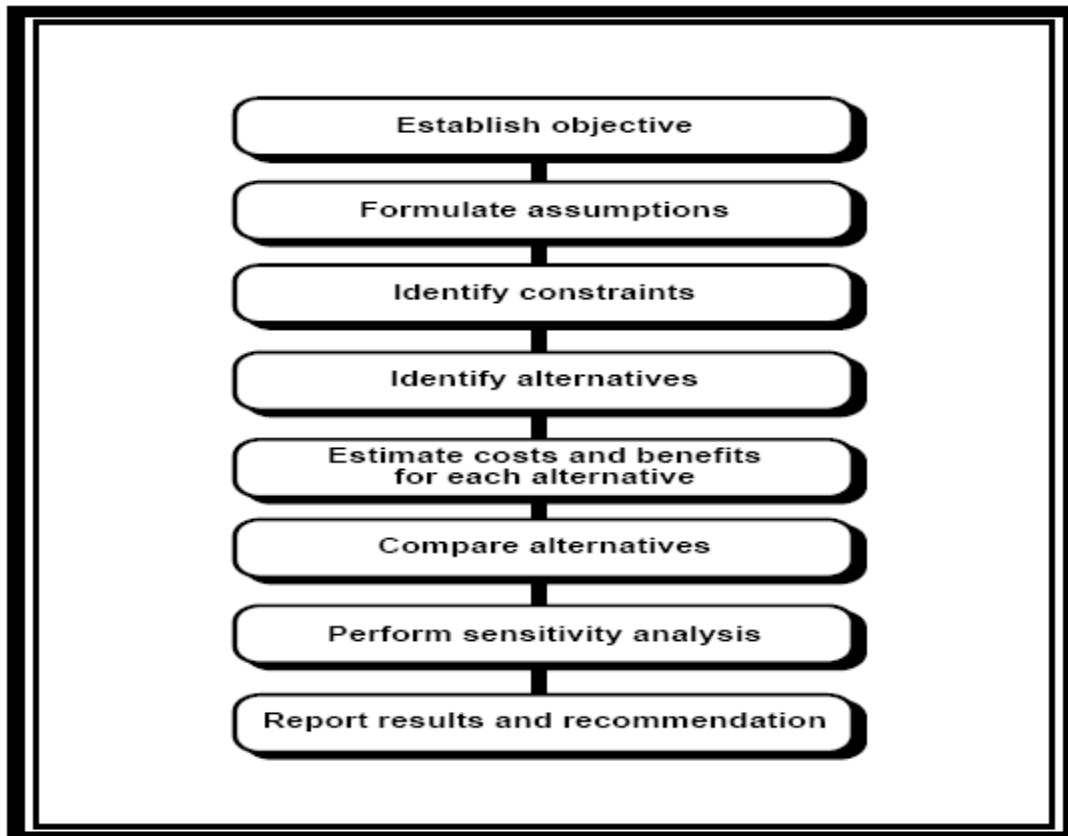 Establish objective
Formulate assumptions
Identify constraints
Identify alternatives
Estimate costs and benefits
for each alternative
Compare alternatives
Perform sensitivity analysis
Report results and recommendation